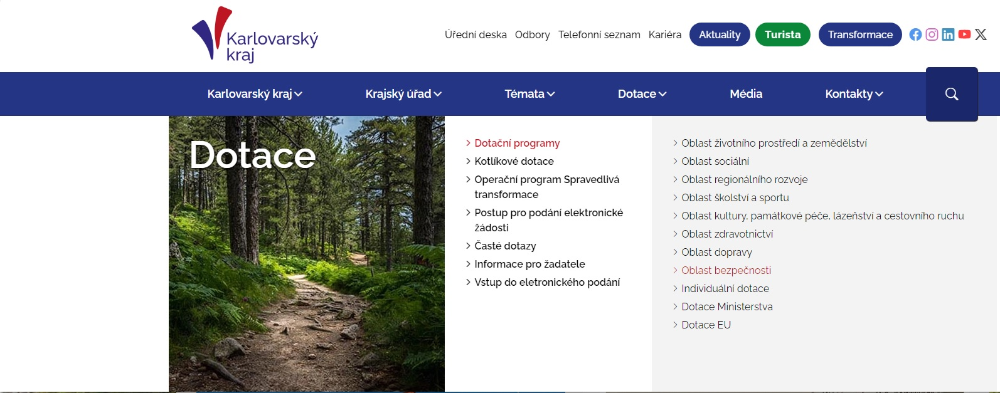 Karlovarský
kraj
Úřední deska Odbory Telefonní seznam Kariéra Aktuality Turista Transformace
Karlovarský kraj Krajský úřad Témata Dotace Média Kontakty
Dotace
Dotační programy
Kotlíkové dotace
Operační program Spravedlivá
transformace
Postup pro podání elektronické
žádosti
Časté dotazy
Informace pro žadatele
Vstup do eletronického podání
Oblast životního prostředí a zemědělství
Oblast sociální
Oblast regionálního rozvoje
Oblast školství a sportu
Oblast kultury, památkové péče, lázeňství a cestovního ruchu
Oblast zdravotnictví
Oblast dopravy
Oblast bezpečnosti
Individuální dotace
Dotace Ministerstva
Dotace EU